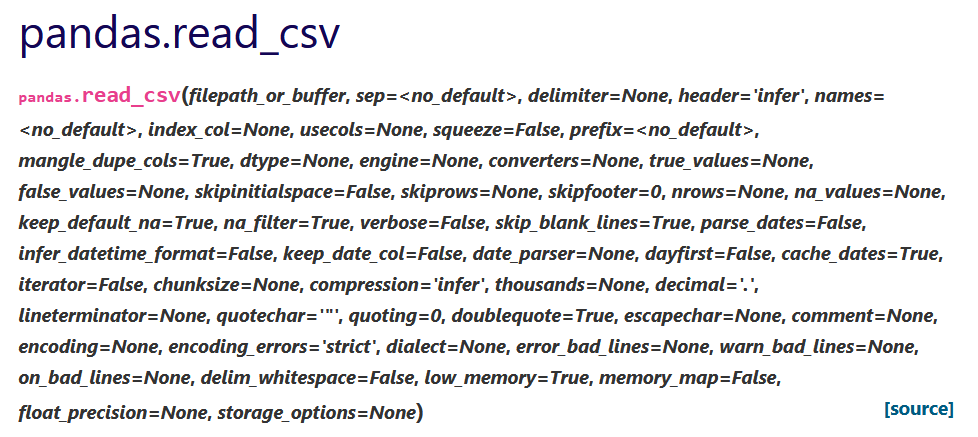 pandas.read_csv
pandas.read_csv(filepath_or_buffer, sep=<no_default>, delimiter=None, header='infer', names=
<no_default>, index_col=None, usecols=None, squeeze=False, prefix=<no_default>,
mangle_dupe_cols=True, dtype=None, engine=None, converters=None, true_values=None,
false_values=None, skipinitialspace=False, skiprows=None, skipfooter=0, nrows=None, na_values=None,
keep_default_na=True, na_filter=True, verbose=False, skip_blank_lines=True, parse_dates=False,
infer_datetime_format=False, keep_date_col=False, date_parser=None, dayfirst=False, cache_dates=True,
iterator=False, chunksize=None, compression='infer', thousands=None, decimal='.',
lineterminator=None, quotechar='"', quoting=0, doublequote=True, escapechar=None, comment=None,
encoding=None, encoding_errors='strict', dialect=None, error_bad_lines=None, warn_bad_lines=None,
on_bad_lines=None, delim_whitespace=False, low_memory=True, memory_map=False,
float_precision=None, storage_options=None) [source]